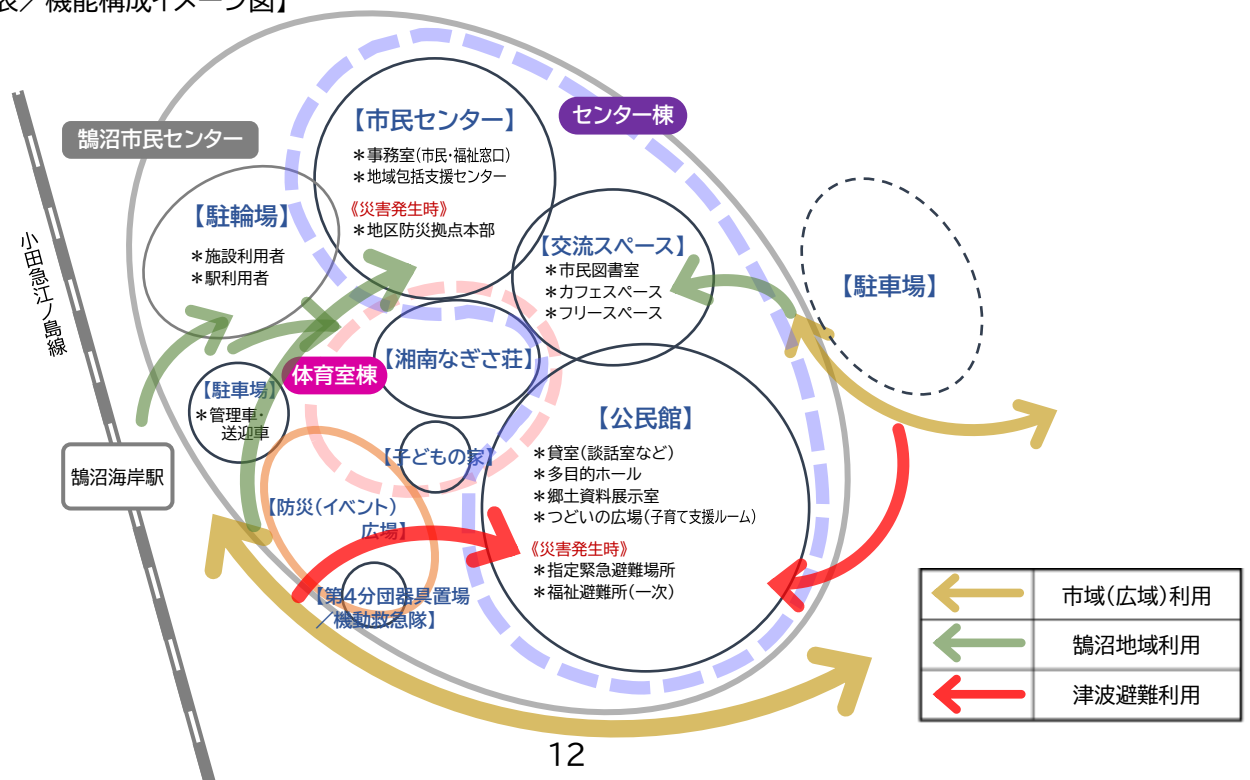 表／機能構成イメージ図】
鵠沼市民センター
センター棟
【市民センター】
＊事務室(市民・福祉窓口)
＊地域包括支援センター
《災害発生時》
＊地区防災拠点本部
【駐輪場】
＊施設利用者
＊駅利用者
小田急江ノ島線
【交流スペース】
＊市民図書室
＊カフェスペース
＊フリースペース
【駐車場】
【湘南なぎさ荘】
体育室棟
【駐車場】
＊管理車・
送迎車
【公民館】
＊貸室(談話室など)
＊多目的ホール
＊郷土資料展示室
＊つどいの広場(子育て支援ルーム)
《災害発生時》
＊指定緊急避難場所
＊福祉避難所(一次)
【子どもの家】
鵠沼海岸駅
【防災(イベント)
広場】
【第4分団器具置場
／機動救急隊】
市域(広域)利用
鵠沼地域利用
津波避難利用
12